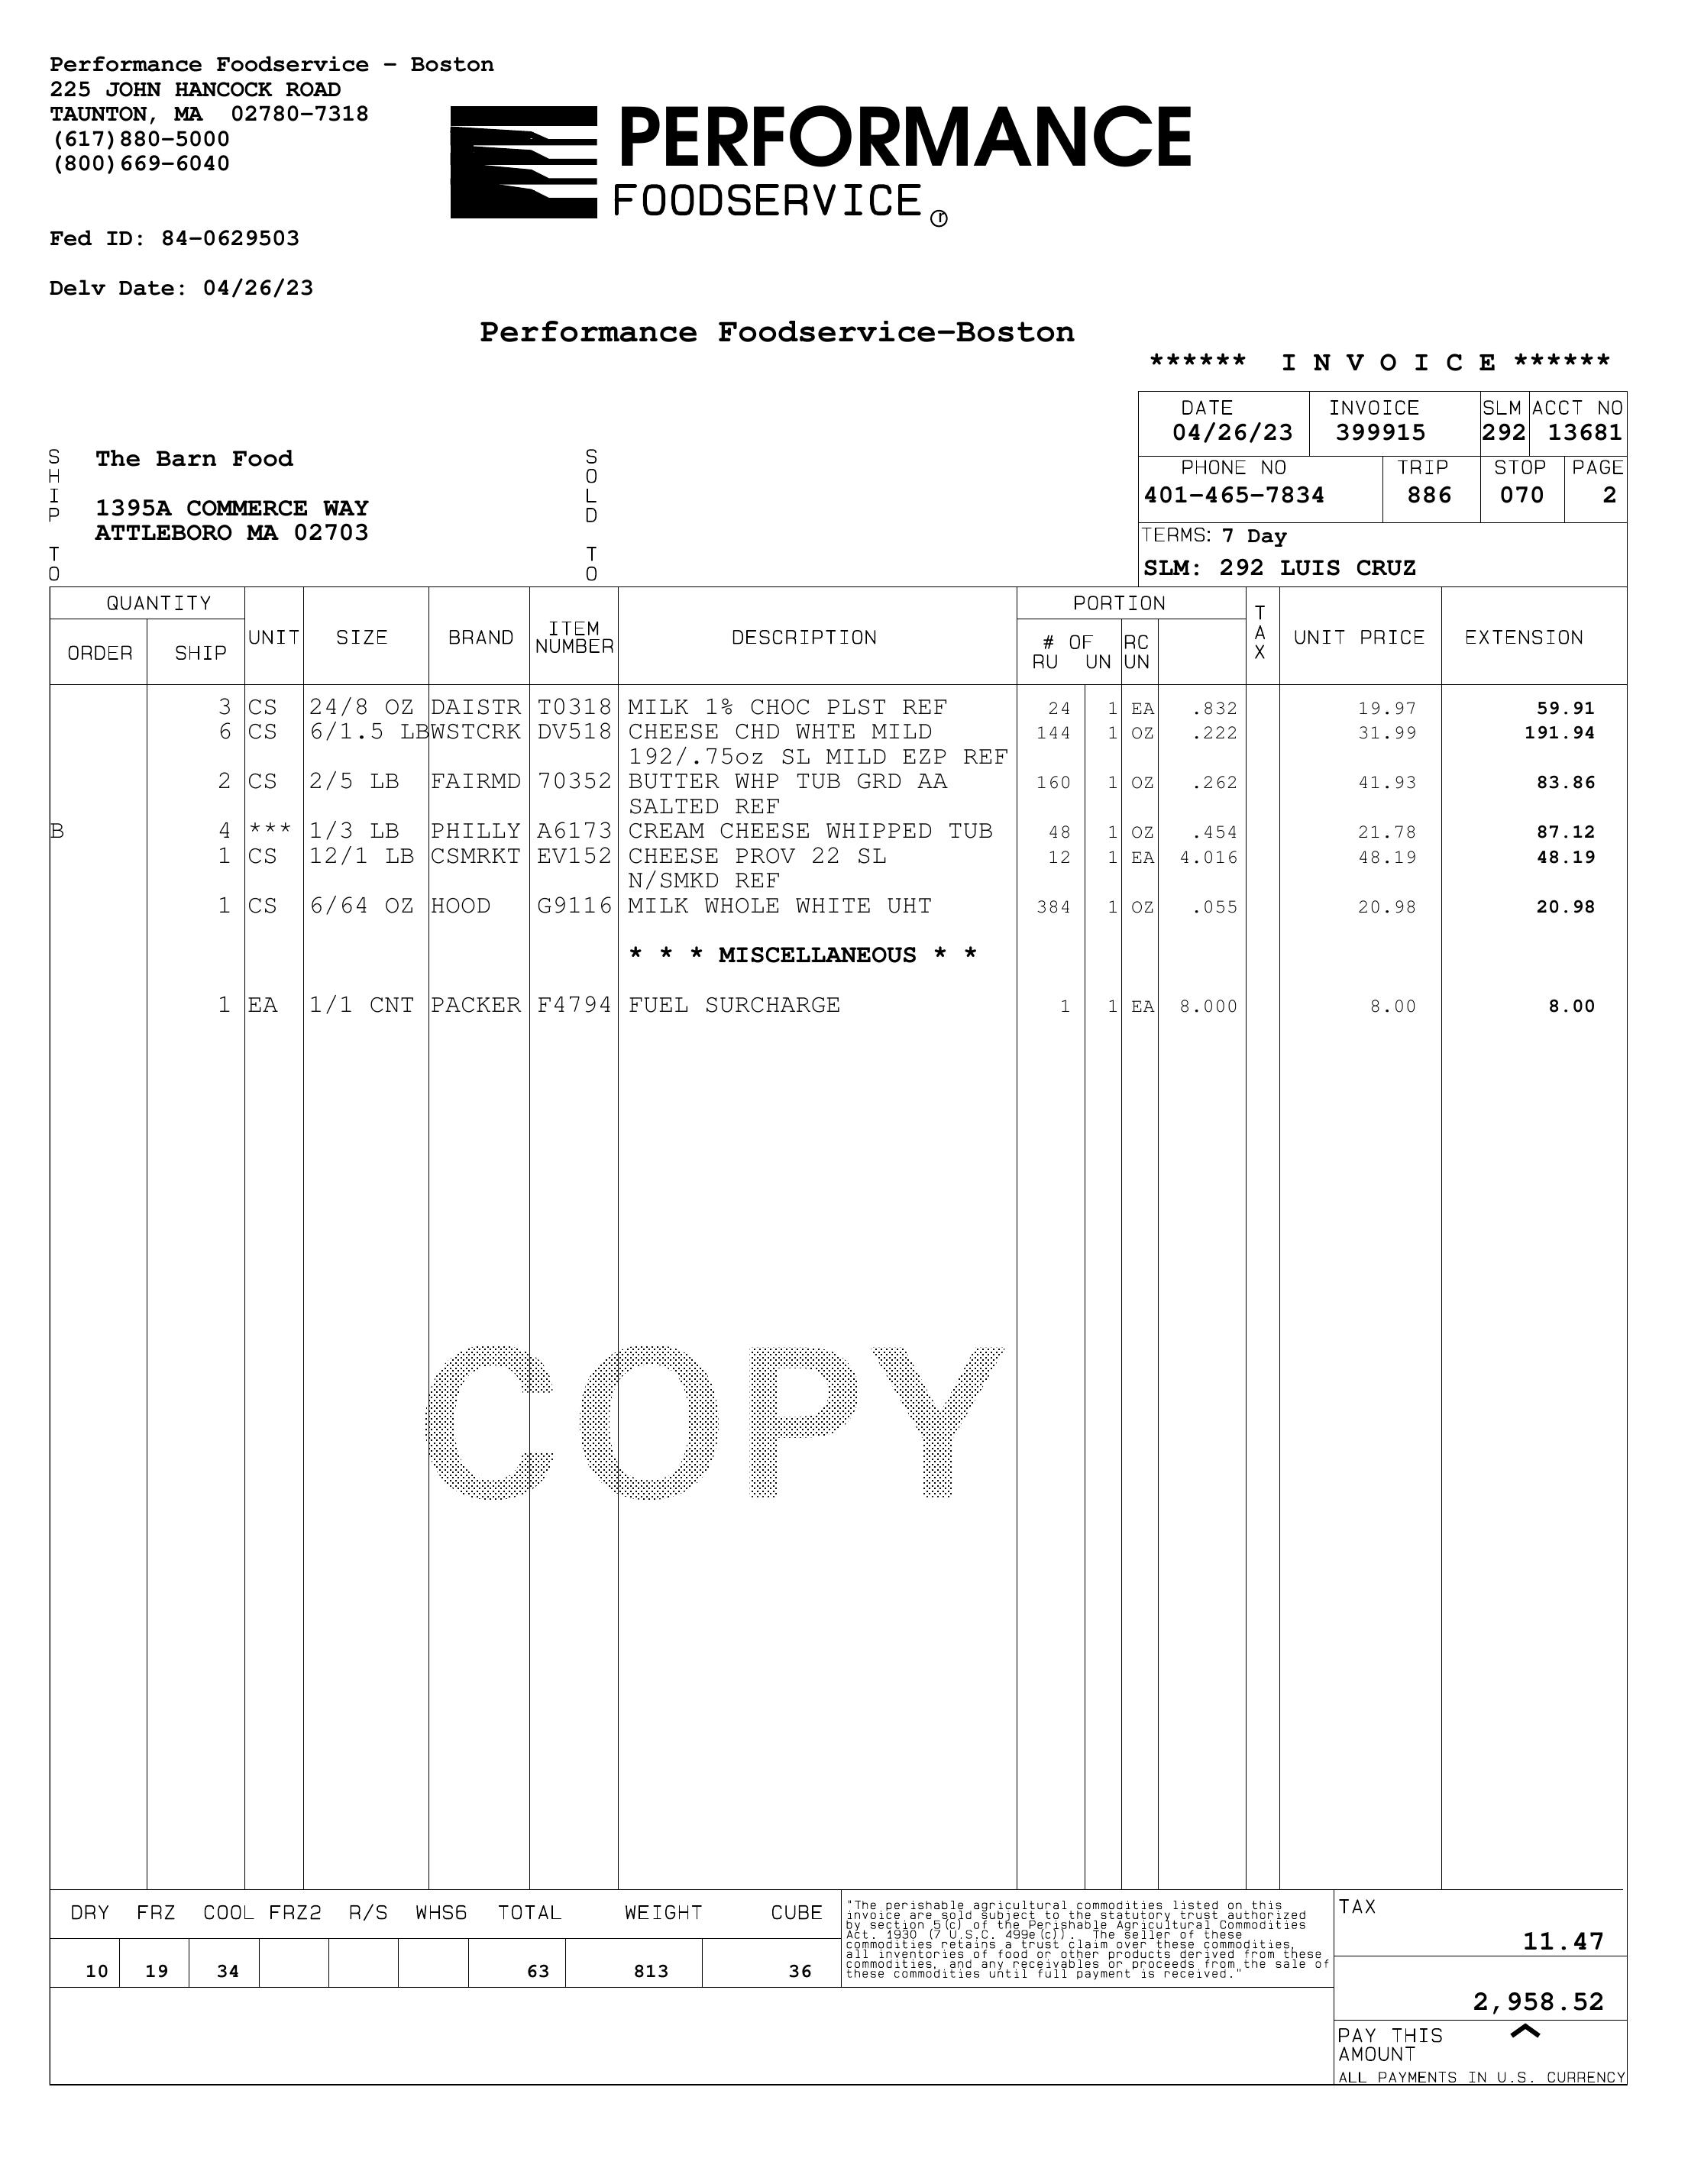 Performance Foodservice - Boston
225 JOHN HANCOCK ROAD
TAUNTON, MA 02780-7318
(617)880-5000
(800)669-6040
PERFORMANCE
FOODSERVICE ®
Fed ID: 84-0629503
Delv Date: 04/26/23
Performance Foodservice-Boston
****** I N V O I C E ******
DATE INVOICE SLM ACCT NO
04/26/23 399915 292 13681
PHONE NO TRIP STOP PAGE
401-465-7834 886 070 2
TERMS: 7 Day
SLM: 292 LUIS CRUZ
SHIP TO
The Barn Food
1395A COMMERCE WAY
ATTLEBORO MA 02703
SOLD TO
QUANTITY PORTION
ORDER SHIP UNIT SIZE BRAND ITEM NUMBER DESCRIPTION # OF RU UN RC UN TAX UNIT PRICE EXTENSION
3 CS 24/8 OZ DAISTR T0318 MILK 1% CHOC PLST REF 24 1 EA .832 19.97 59.91
6 CS 6/1.5 LB WSTCRK DV518 CHEESE CHD WHTE MILD 144 1 OZ .222 31.99 191.94
192/.75oz SL MILD EZP REF
2 CS 2/5 LB FAIRMD 70352 BUTTER WHP TUB GRD AA 160 1 OZ .262 41.93 83.86
SALTED REF
B 4 *** 1/3 LB PHILLY A6173 CREAM CHEESE WHIPPED TUB 48 1 OZ .454 21.78 87.12
1 CS 12/1 LB CSMRKT EV152 CHEESE PROV 22 SL 12 1 EA 4.016 48.19 48.19
N/SMKD REF
1 CS 6/64 OZ HOOD G9116 MILK WHOLE WHITE UHT 384 1 OZ .055 20.98 20.98
* * * MISCELLANEOUS * *
1 EA 1/1 CNT PACKER F4794 FUEL SURCHARGE 1 1 EA 8.000 8.00 8.00
COPY
DRY FRZ COOL FRZ2 R/S WHS6 TOTAL WEIGHT CUBE
10 19 34 63 813 36
"The perishable agricultural commodities listed on this
invoice are sold subject to the statutory trust authorized
by section 5(c) of the Perishable Agricultural Commodities
Act. 1930 (7 U.S.C. 499e(c)). The seller of these
commodities retains a trust claim over these commodities,
all inventories of food or other products derived from these
commodities, and any receivables or proceeds from the sale of
these commodities until full payment is received."
TAX
11.47
2,958.52
PAY THIS
AMOUNT
ALL PAYMENTS IN U.S. CURRENCY